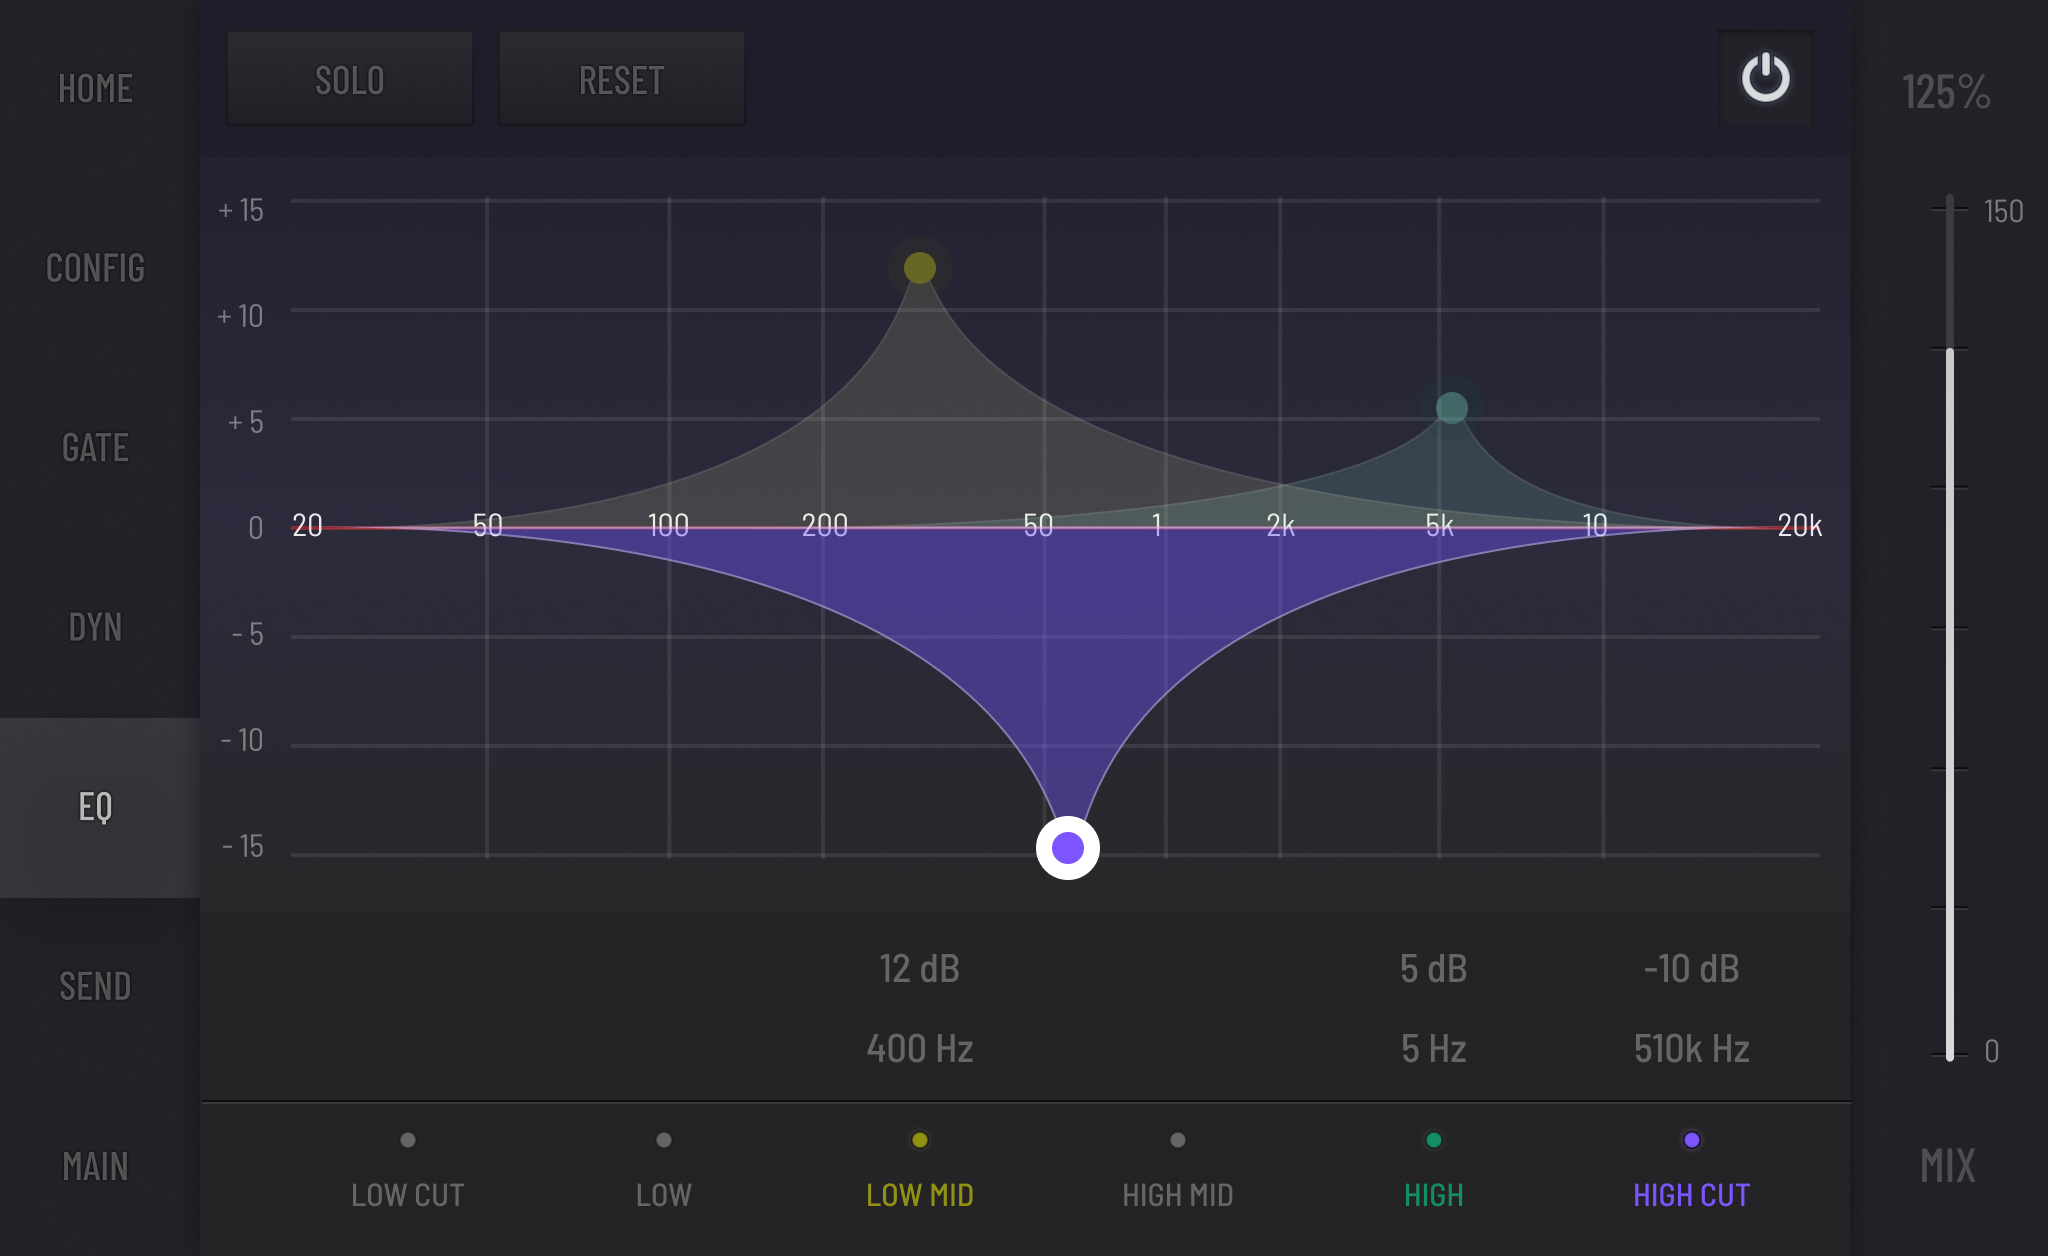 HOME
CONFIG
GATE
DYN
EQ
SEND
MAIN
SOLO
RESET
+ 15
+ 10
+ 5
0
- 5
- 10
- 15
20 50 100 200 50 1 2k 5k 10 20k
12 dB 5 dB -10 dB
400 Hz 5 Hz 510k Hz
LOW CUT LOW LOW MID HIGH MID HIGH HIGH CUT
125%
150
0
MIX